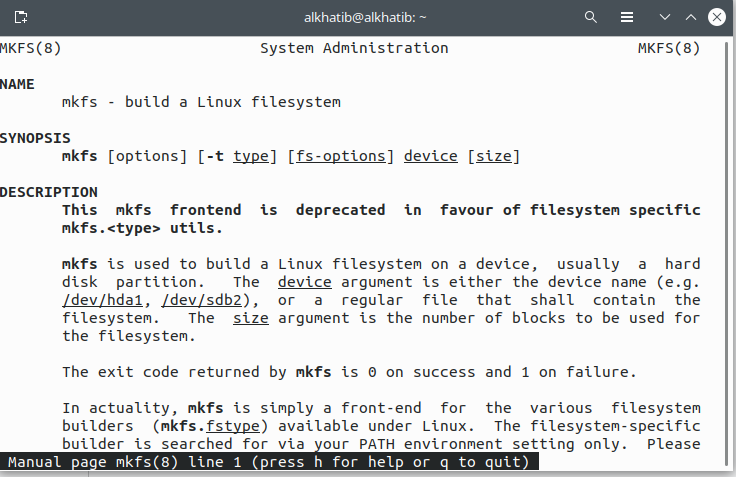 alkhatib@alkhatib: ~
MKFS(8) System Administration MKFS(8)
NAME
mkfs - build a Linux filesystem
SYNOPSIS
mkfs [options] [-t type] [fs-options] device [size]
DESCRIPTION
This mkfs frontend is deprecated in favour of filesystem specific
mkfs.<type> utils.
mkfs is used to build a Linux filesystem on a device, usually a hard
disk partition. The device argument is either the device name (e.g.
/dev/hda1, /dev/sdb2), or a regular file that shall contain the
filesystem. The size argument is the number of blocks to be used for
the filesystem.
The exit code returned by mkfs is 0 on success and 1 on failure.
In actuality, mkfs is simply a front-end for the various filesystem
builders (mkfs.fstype) available under Linux. The filesystem-specific
builder is searched for via your PATH environment setting only. Please
Manual page mkfs(8) line 1 (press h for help or q to quit)